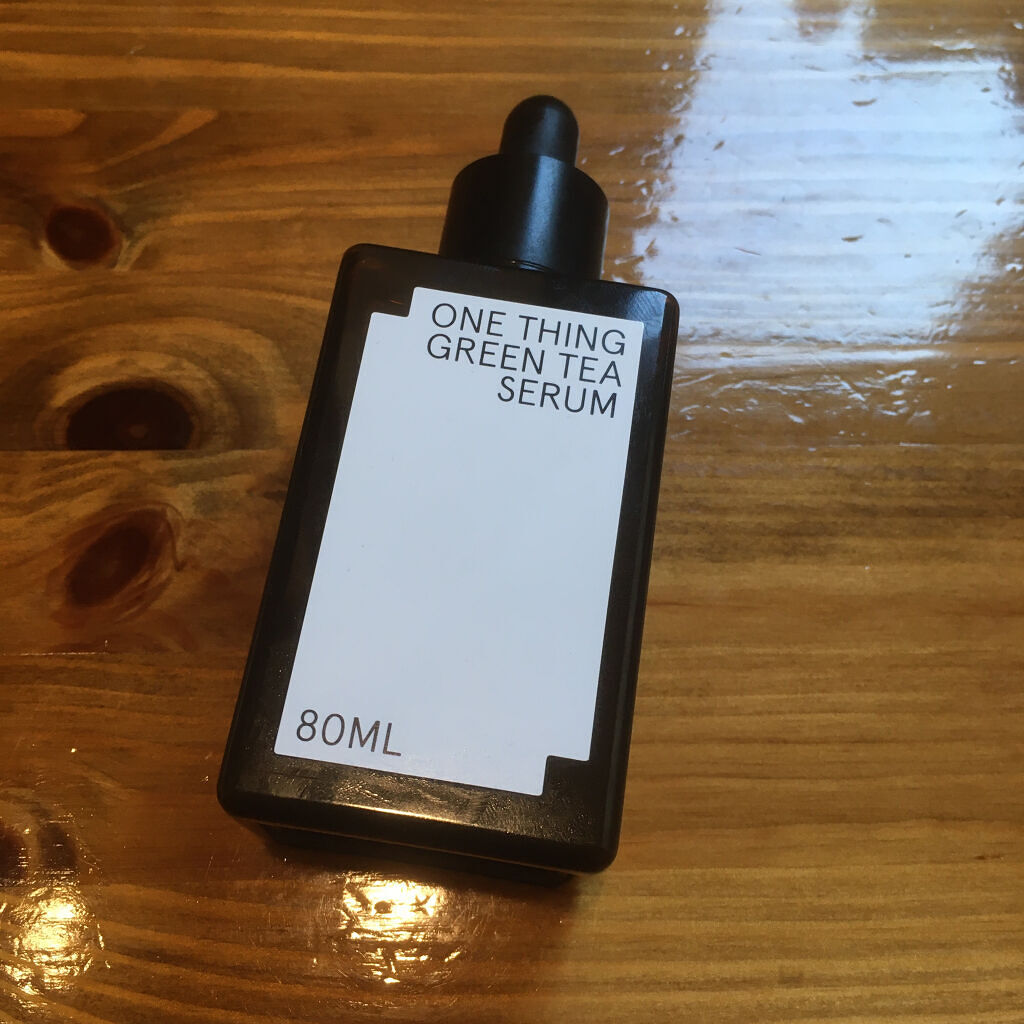 ONE THING
GREEN TEA
SERUM
80ML